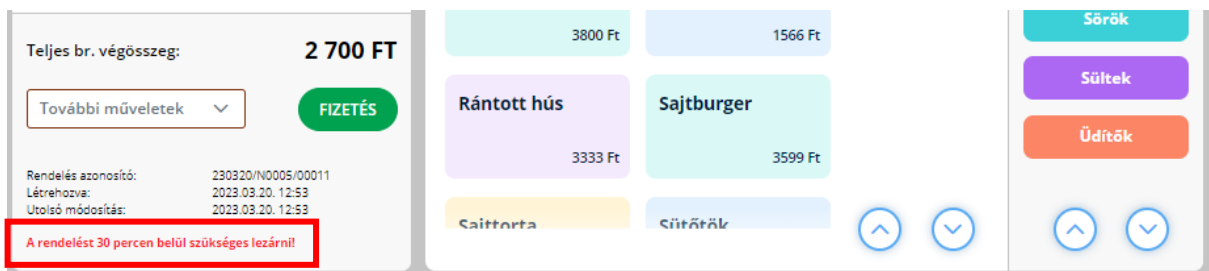 Teljes br. végösszeg: 2 700 FT
További műveletek
FIZETÉS
Rendelés azonosító: 230320/N0005/00011
Létrehozva: 2023.03.20. 12:53
Utolsó módosítás: 2023.03.20. 12:53
A rendelést 30 percen belül szükséges lezárni!
3800 Ft
1566 Ft
Rántott hús
3333 Ft
Sajtburger
3599 Ft
Sajttorta
Sütőtök
Sörök
Sültek
Üdítők